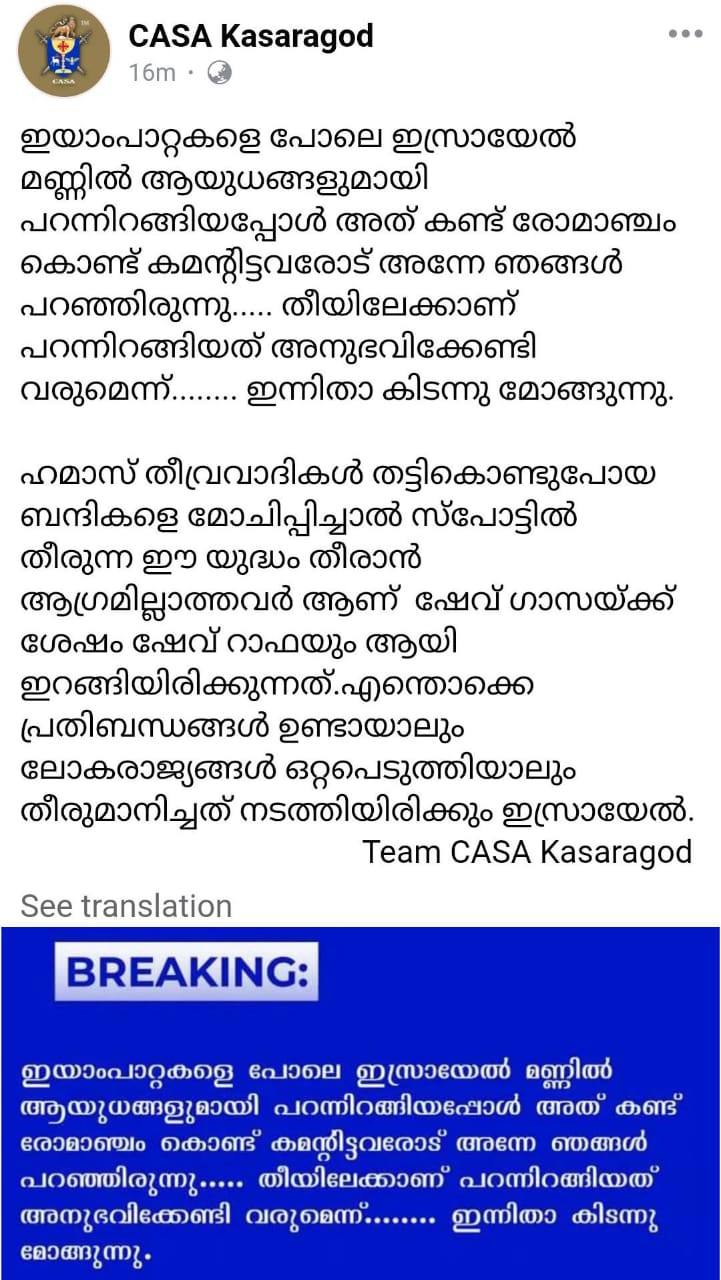 CASA
TM
CASA Kasaragod
16m ·
ഇയാംപാറ്റകളെ പോലെ ഇസ്രായേൽ
മണ്ണിൽ ആയുധങ്ങളുമായി
പറന്നിറങ്ങിയപ്പോൾ അത് കണ്ട് രോമാഞ്ചം
കൊണ്ട് കമന്റിട്ടവരോട് അന്നേ ഞങ്ങൾ
പറഞ്ഞിരുന്നു..... തീയിലേക്കാണ്
പറന്നിറങ്ങിയത് അനുഭവിക്കേണ്ടി
വരുമെന്ന്........ ഇന്നിതാ കിടന്നു മോങ്ങുന്നു.
ഹമാസ് തീവ്രവാദികൾ തട്ടികൊണ്ടുപോയ
ബന്ദികളെ മോചിപ്പിച്ചാൽ സ്പോട്ടിൽ
തീരുന്ന ഈ യുദ്ധം തീരാൻ
ആഗ്രമില്ലാത്തവർ ആണ് ഷേവ് ഗാസയ്ക്ക്
ശേഷം ഷേവ് റാഫയും ആയി
ഇറങ്ങിയിരിക്കുന്നത്.എന്തൊക്കെ
പ്രതിബന്ധങ്ങൾ ഉണ്ടായാലും
ലോകരാജ്യങ്ങൾ ഒറ്റപെടുത്തിയാലും
തീരുമാനിച്ചത് നടത്തിയിരിക്കും ഇസ്രായേൽ.
Team CASA Kasaragod
See translation
BREAKING:
ഇയാംപാറ്റകളെ പോലെ ഇസ്രായേൽ മണ്ണിൽ
ആയുധങ്ങളുമായി പറന്നിറങ്ങിയപ്പോൾ അത് കണ്ട്
രോമാഞ്ചം കൊണ്ട് കമന്റീട്ടവരോട് അന്നേ ഞങ്ങൾ
പറഞ്ഞിരുന്നു..... തീയിലേക്കാണ് പറന്നിറങ്ങിയത്
അനുഭവിക്കേണ്ടി വരുമെന്ന്........ ഇന്നിതാ കിടന്നു
മോങ്ങുന്നു.